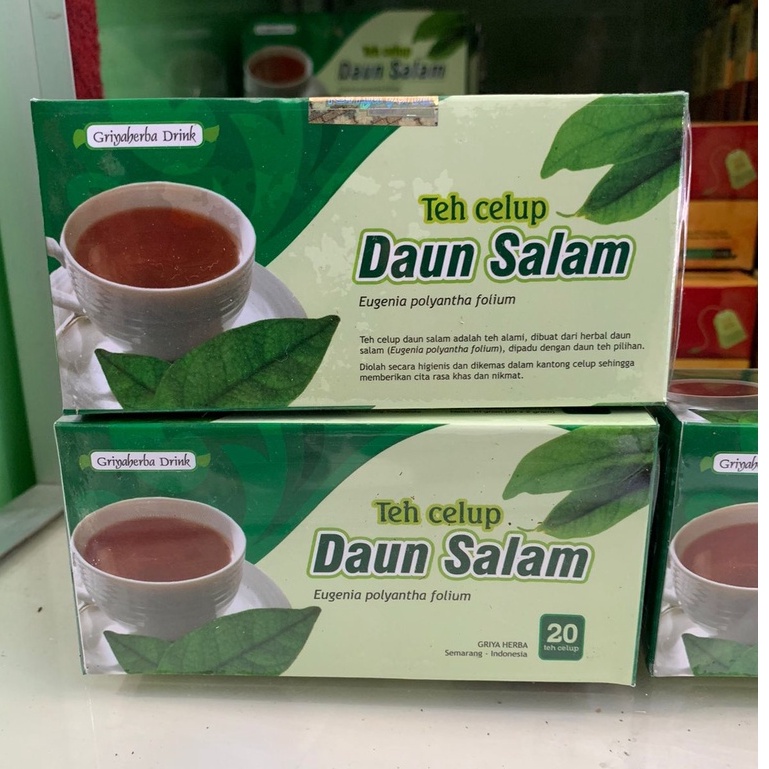 Teh celup
Daun Salam
Griyaherba Drink
Teh celup
Daun Salam
Eugenia polyantha folium
Teh celup daun salam adalah teh alami, dibuat dari herbal daun
salam (Eugenia polyantha folium), dipadu dengan daun teh pilihan.
Diolah secara higienis dan dikemas dalam kantong celup sehingga
memberikan cita rasa khas dan nikmat.
Griyaherba Drink
Teh celup
Daun Salam
Eugenia polyantha folium
GRIYA HERBA
Semarang - Indonesia
20
teh celup